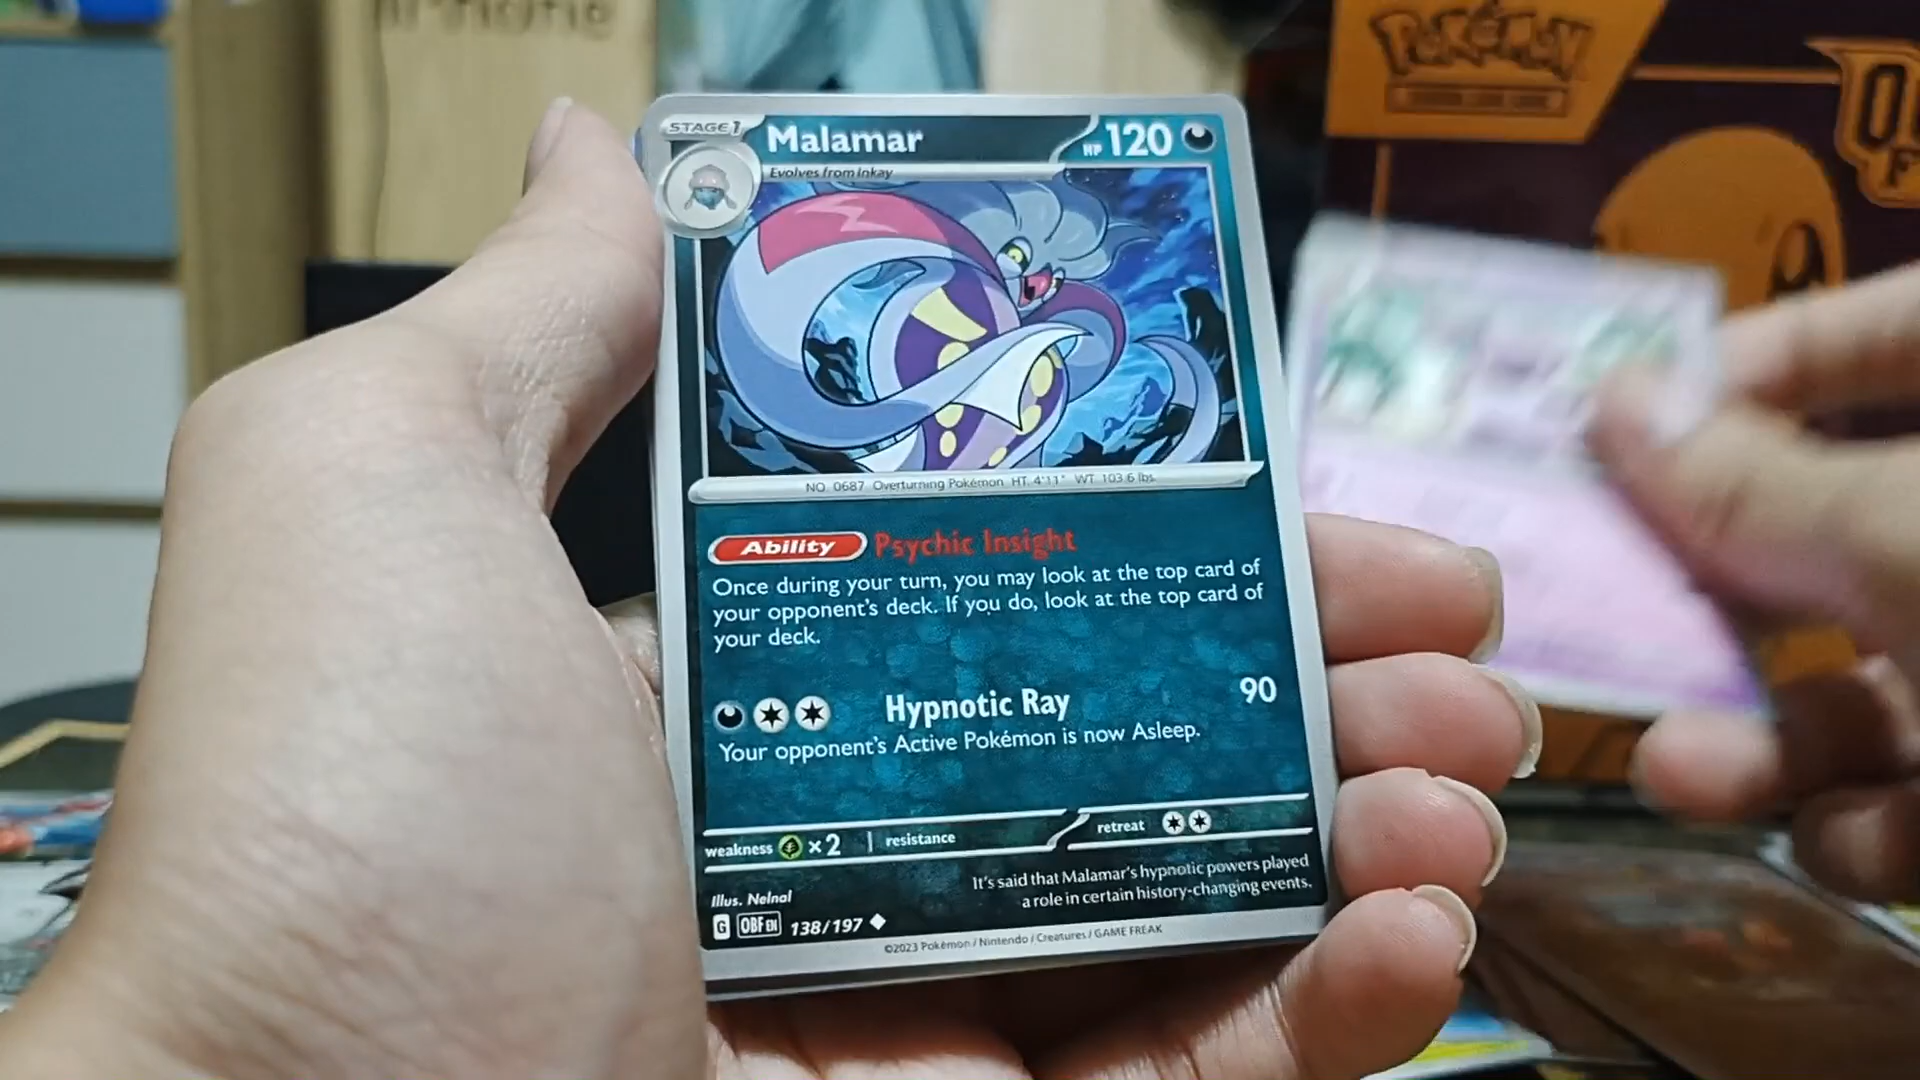 Pokémon
STAGE1
Malamar
HP 120
Evolves from Inkay
NO. 0687 Overturning Pokémon HT. 4'11" WT. 103.6 lbs.
Ability
Psychic Insight
Once during your turn, you may look at the top card of
your opponent's deck. If you do, look at the top card of
your deck.
Hypnotic Ray
90
Your opponent's Active Pokémon is now Asleep.
weakness ×2
resistance
retreat
It's said that Malamar's hypnotic powers played
a role in certain history-changing events.
Illus. Nelnal
G OBF EN 138/197
©2023 Pokémon / Nintendo / Creatures / GAME FREAK